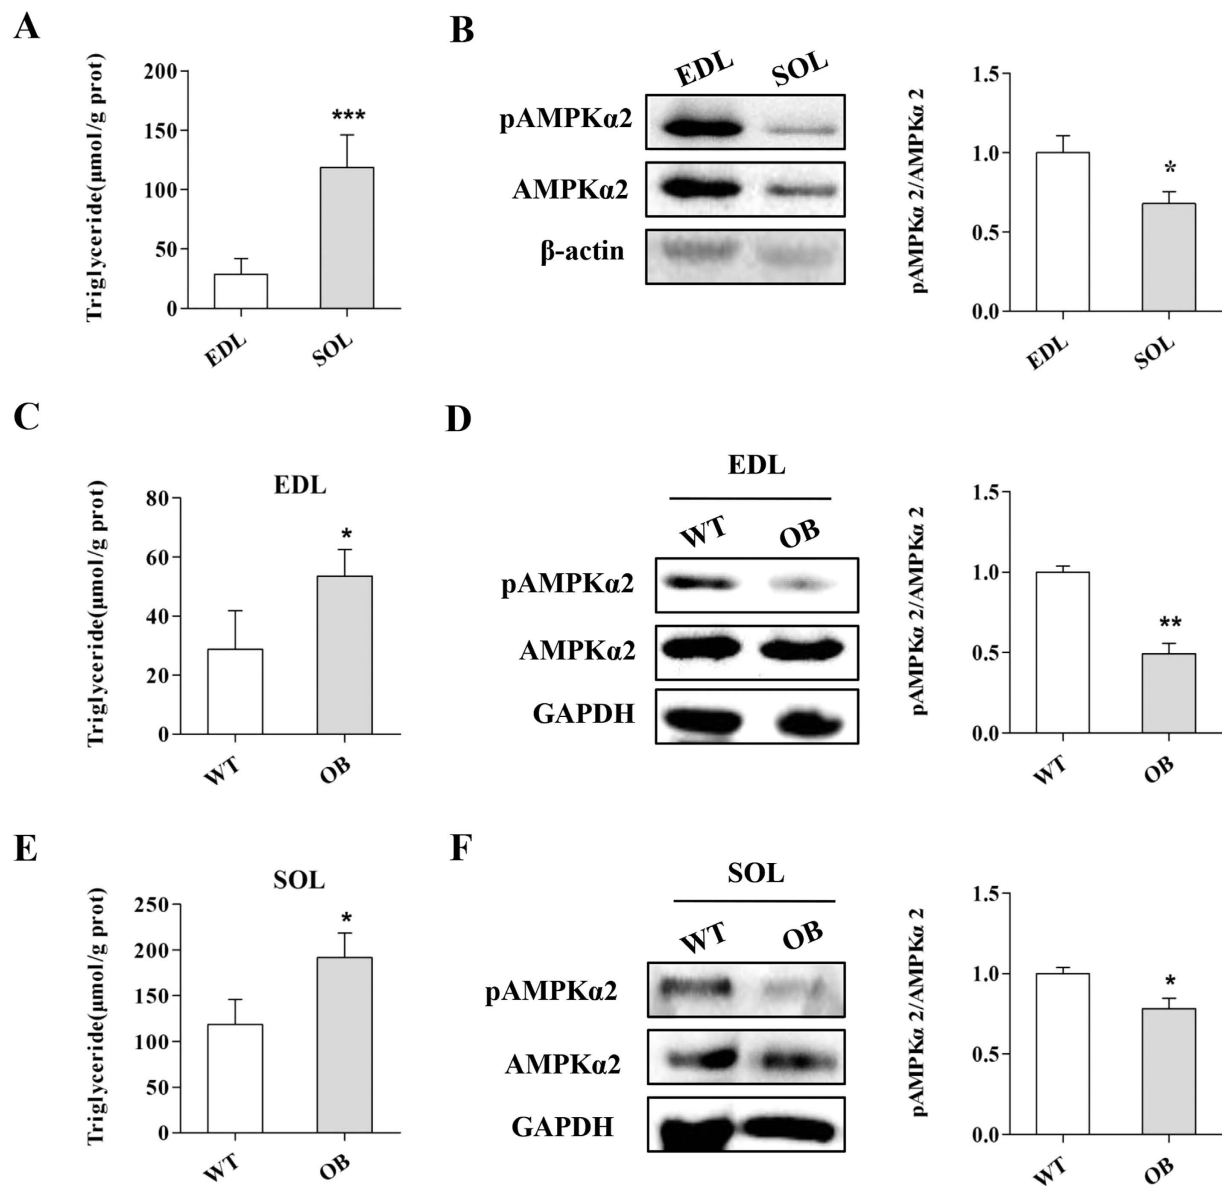 A
Triglyceride(μmol/g prot)
200
150
100
50
0
***
EDL
SOL
B
EDL
SOL
pAMPKα2
AMPKα2
β-actin
pAMPKα 2/AMPKα 2
1.5
1.0
0.5
0.0
*
EDL
SOL
C
EDL
Triglyceride(μmol/g prot)
80
60
40
20
0
*
WT
OB
D
EDL
WT
OB
pAMPKα2
AMPKα2
GAPDH
pAMPKα 2/AMPKα 2
1.5
1.0
0.5
0.0
**
WT
OB
E
SOL
Triglyceride(μmol/g prot)
250
200
150
100
50
0
*
WT
OB
F
SOL
WT
OB
pAMPKα2
AMPKα2
GAPDH
pAMPKα 2/AMPKα 2
1.5
1.0
0.5
0.0
*
WT
OB